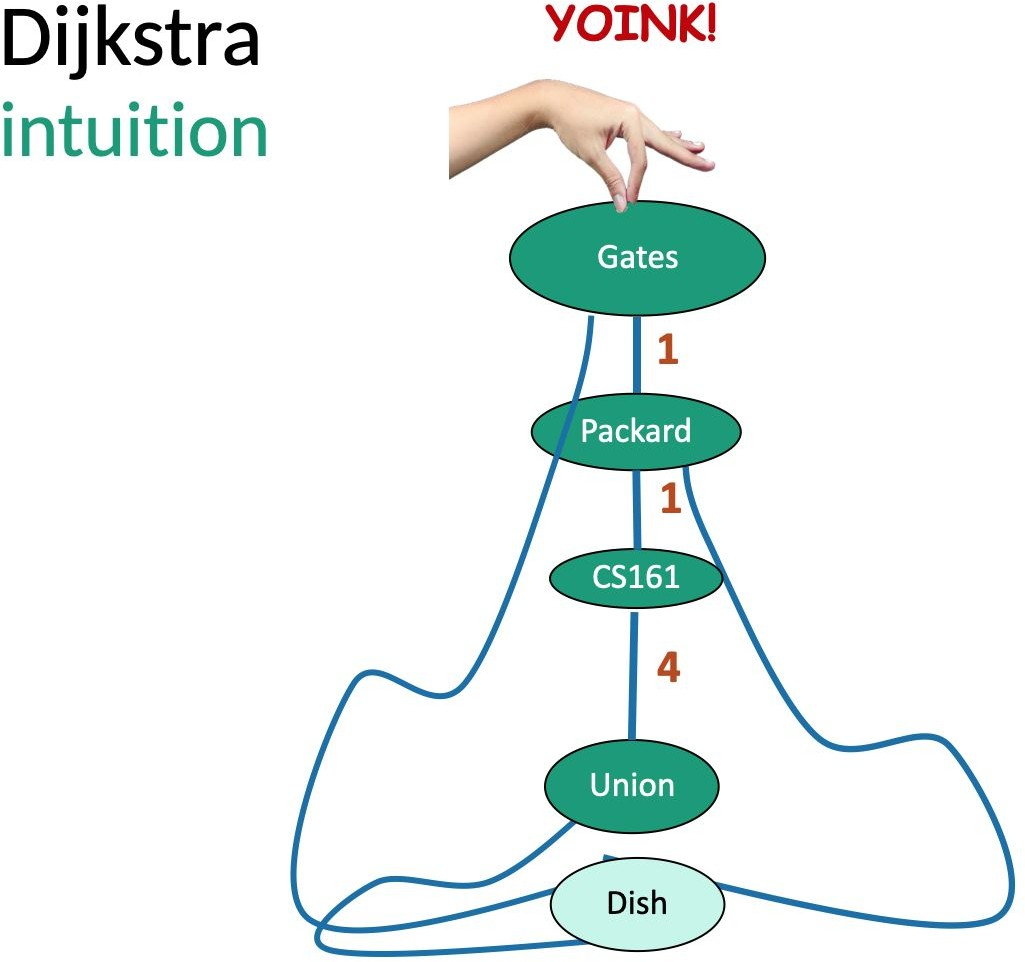 Dijkstra
intuition
YOINK!
Gates
1
Packard
1
CS161
4
Union
Dish